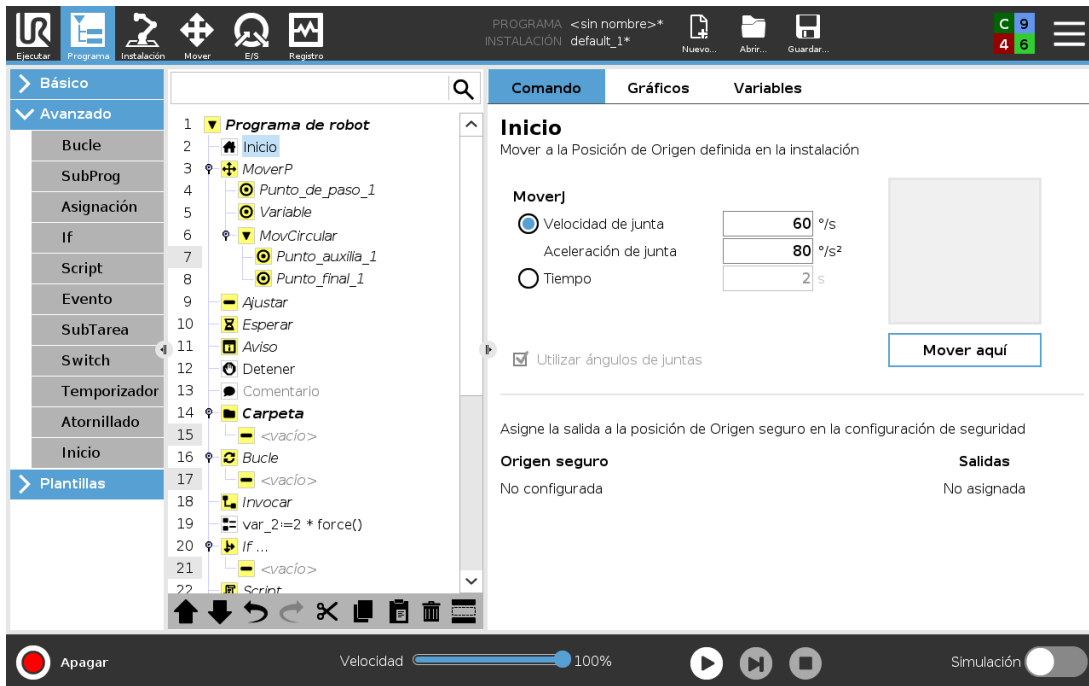 PROGRAMA <sin nombre>*
INSTALACIÓN default_1*
Ejecutar
Programa
Instalación
Mover
E/S
Registro
Nuevo...
Abrir...
Guardar...
C 9
4 6
Básico
Avanzado
Bucle
SubProg
Asignación
If
Script
Evento
SubTarea
Switch
Temporizador
Atornillado
Inicio
Plantillas
1 Programa de robot
2 Inicio
3 MoverP
4 Punto_de_paso_1
5 Variable
6 MovCircular
7 Punto_auxilia_1
8 Punto_final_1
9 Ajustar
10 Esperar
11 Aviso
12 Detener
13 Comentario
14 Carpeta
15 <vacío>
16 Bucle
17 <vacío>
18 Invocar
19 var_2≔2 * force()
20 If ...
21 <vacío>
22 Script
Comando Gráficos Variables
Inicio
Mover a la Posición de Origen definida en la instalación
MoverJ
Velocidad de junta 60 °/s
Aceleración de junta 80 °/s²
Tiempo 2 s
Mover aquí
Utilizar ángulos de juntas
Asigne la salida a la posición de Origen seguro en la configuración de seguridad
Origen seguro Salidas
No configurada No asignada
Apagar
Velocidad 100%
Simulación